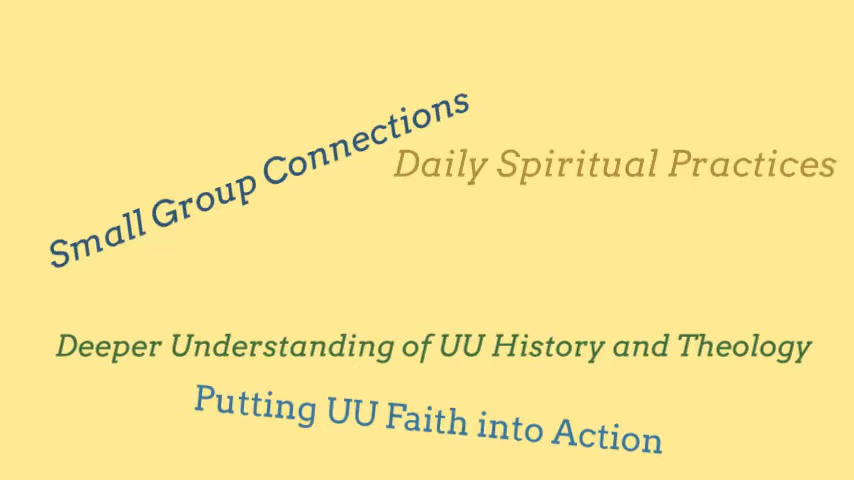 Small Group Connections
Daily Spiritual Practices
Deeper Understanding of UU History and Theology
Putting UU Faith into Action